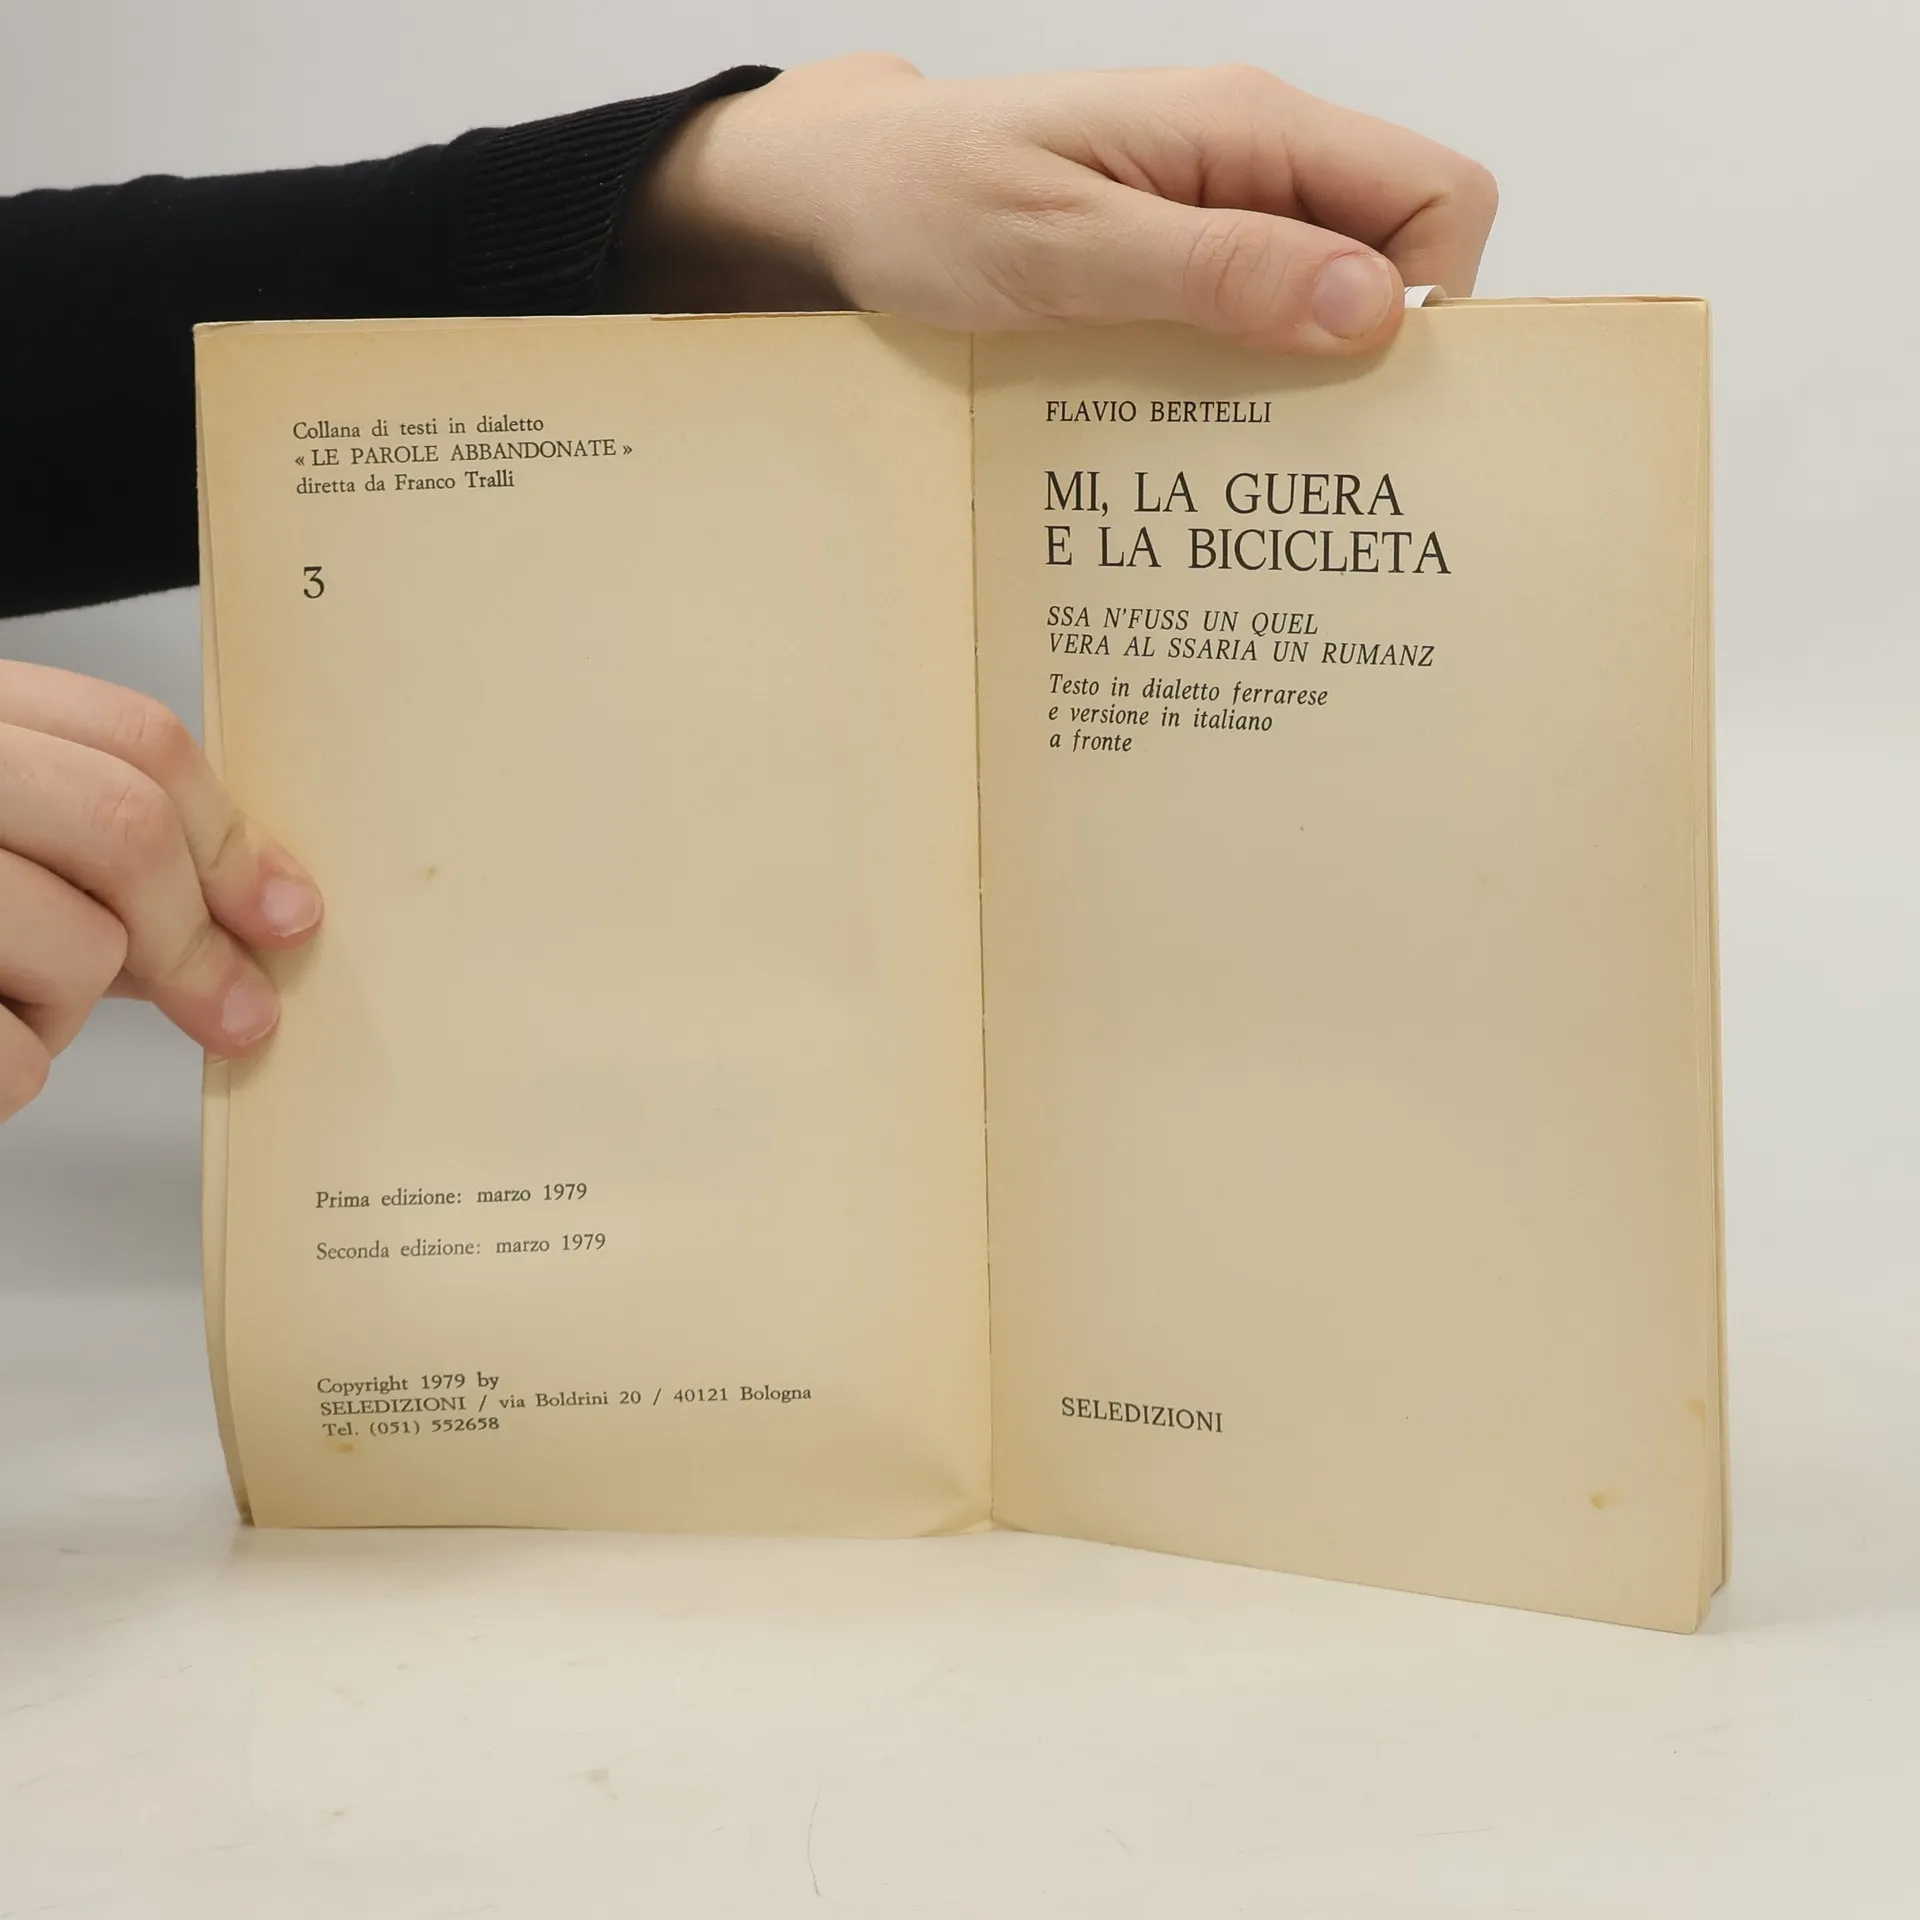 Collana di testi in dialetto
« LE PAROLE ABBANDONATE »
diretta da Franco Tralli
3
Prima edizione: marzo 1979
Seconda edizione: marzo 1979
Copyright 1979 by
SELEDIZIONI / via Boldrini 20 / 40121 Bologna
Tel. (051) 552658
FLAVIO BERTELLI
MI, LA GUERA
E LA BICICLETA
SSA N'FUSS UN QUEL
VERA AL SSARIA UN RUMANZ
Testo in dialetto ferrarese
e versione in italiano
a fronte
SELEDIZIONI